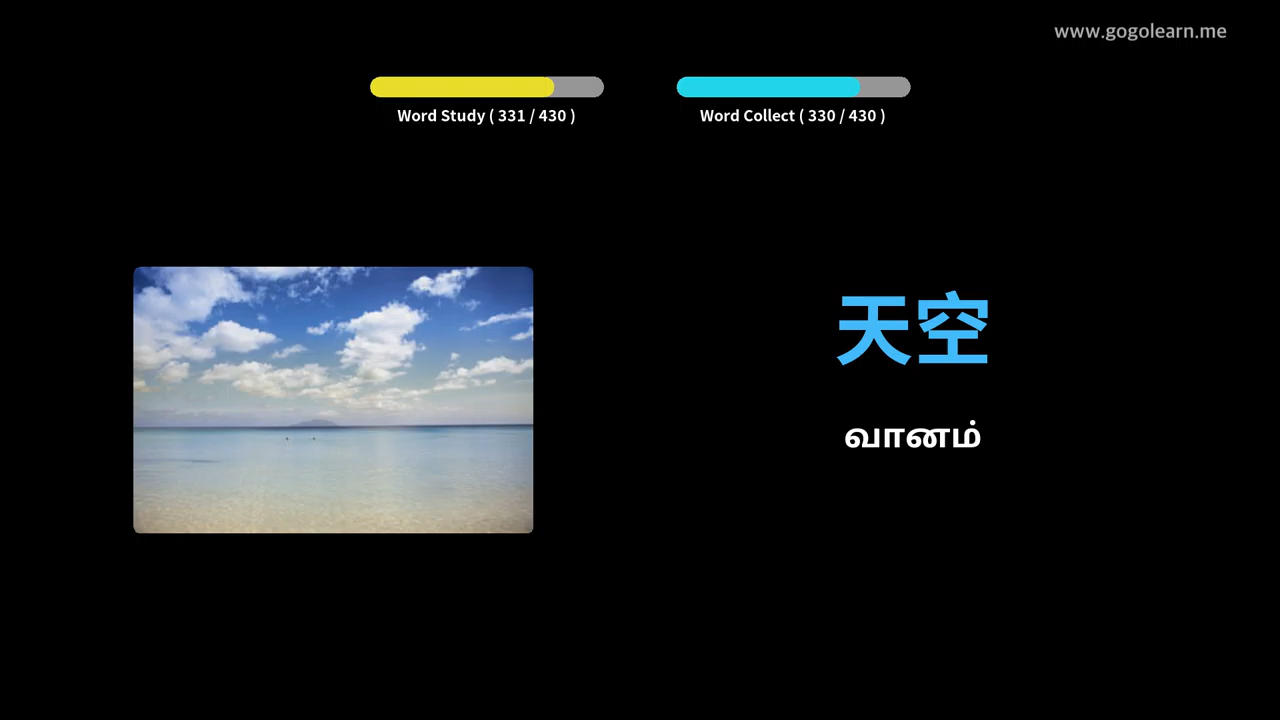 www.gogolearn.me
Word Study ( 331 / 430 )
Word Collect ( 330 / 430 )
天空
வானம்